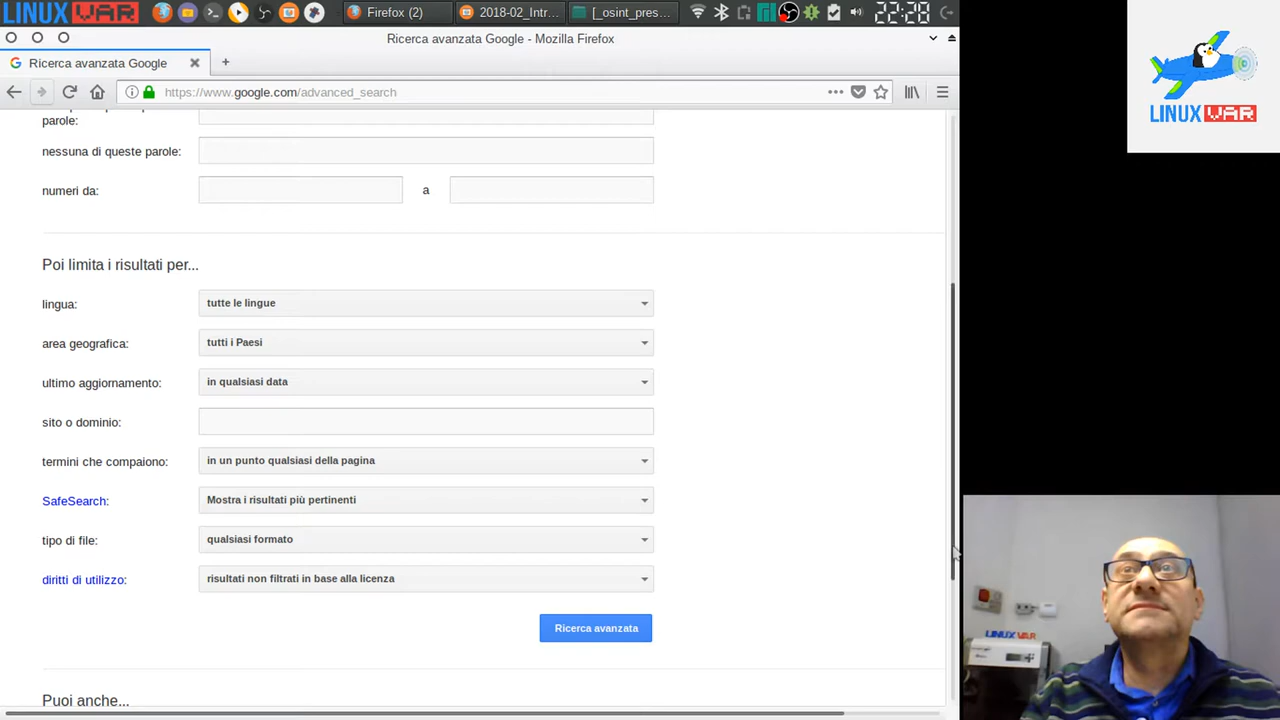 LINUX VAR
Firefox (2)
2018-02_Intr...
[_osint_pres...
22:28
Ricerca avanzata Google - Mozilla Firefox
Ricerca avanzata Google
https://www.google.com/advanced_search
parole:
nessuna di queste parole:
numeri da:
a
Poi limita i risultati per...
lingua:
tutte le lingue
area geografica:
tutti i Paesi
ultimo aggiornamento:
in qualsiasi data
sito o dominio:
termini che compaiono:
in un punto qualsiasi della pagina
SafeSearch:
Mostra i risultati più pertinenti
tipo di file:
qualsiasi formato
diritti di utilizzo:
risultati non filtrati in base alla licenza
Ricerca avanzata
Puoi anche...
LINUX VAR
LINUX VAR